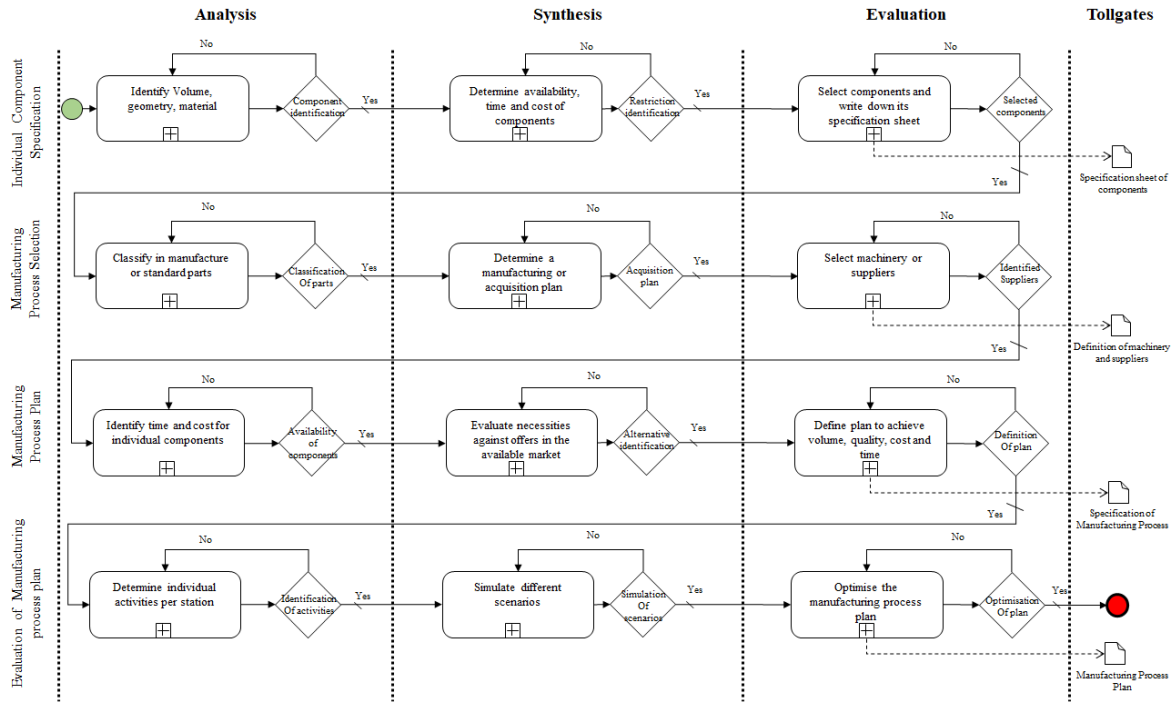 Analysis
Synthesis
Evaluation
Tollgates
Individual Component
Specification
No
Identify Volume,
geometry, material
Component
identification
Yes
No
Determine availability,
time and cost of
components
Restriction
identification
Yes
No
Select components and
write down its
specification sheet
Selected
components
Yes
Specification sheet of
components
Manufacturing
Process Selection
No
Classify in manufacture
or standard parts
Classification
Of parts
Yes
No
Determine a
manufacturing or
acquisition plan
Acquisition
plan
Yes
No
Select machinery or
suppliers
Identified
Suppliers
Yes
Definition of machinery
and suppliers
Manufacturing
Process Plan
No
Identify time and cost for
individual components
Availability
of
components
Yes
No
Evaluate necessities
against offers in the
available market
Alternative
identification
Yes
No
Define plan to achieve
volume, quality, cost and
time
Definition
Of plan
Yes
Specification of
Manufacturing Process
Evaluation of Manufacturing
process plan
No
Determine individual
activities per station
Identification
Of activities
Yes
No
Simulate different
scenarios
Simulation
Of
scenarios
Yes
No
Optimise the
manufacturing process
plan
Optimisation
Of plan
Yes
Manufacturing Process
Plan